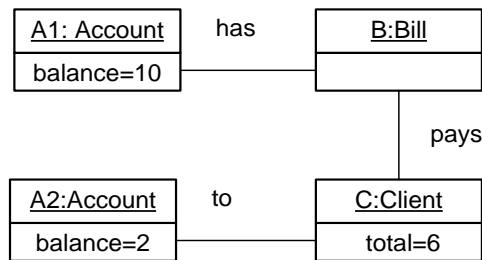 A1: Account
has
B:Bill
balance=10
pays
A2:Account
to
C:Client
balance=2
total=6